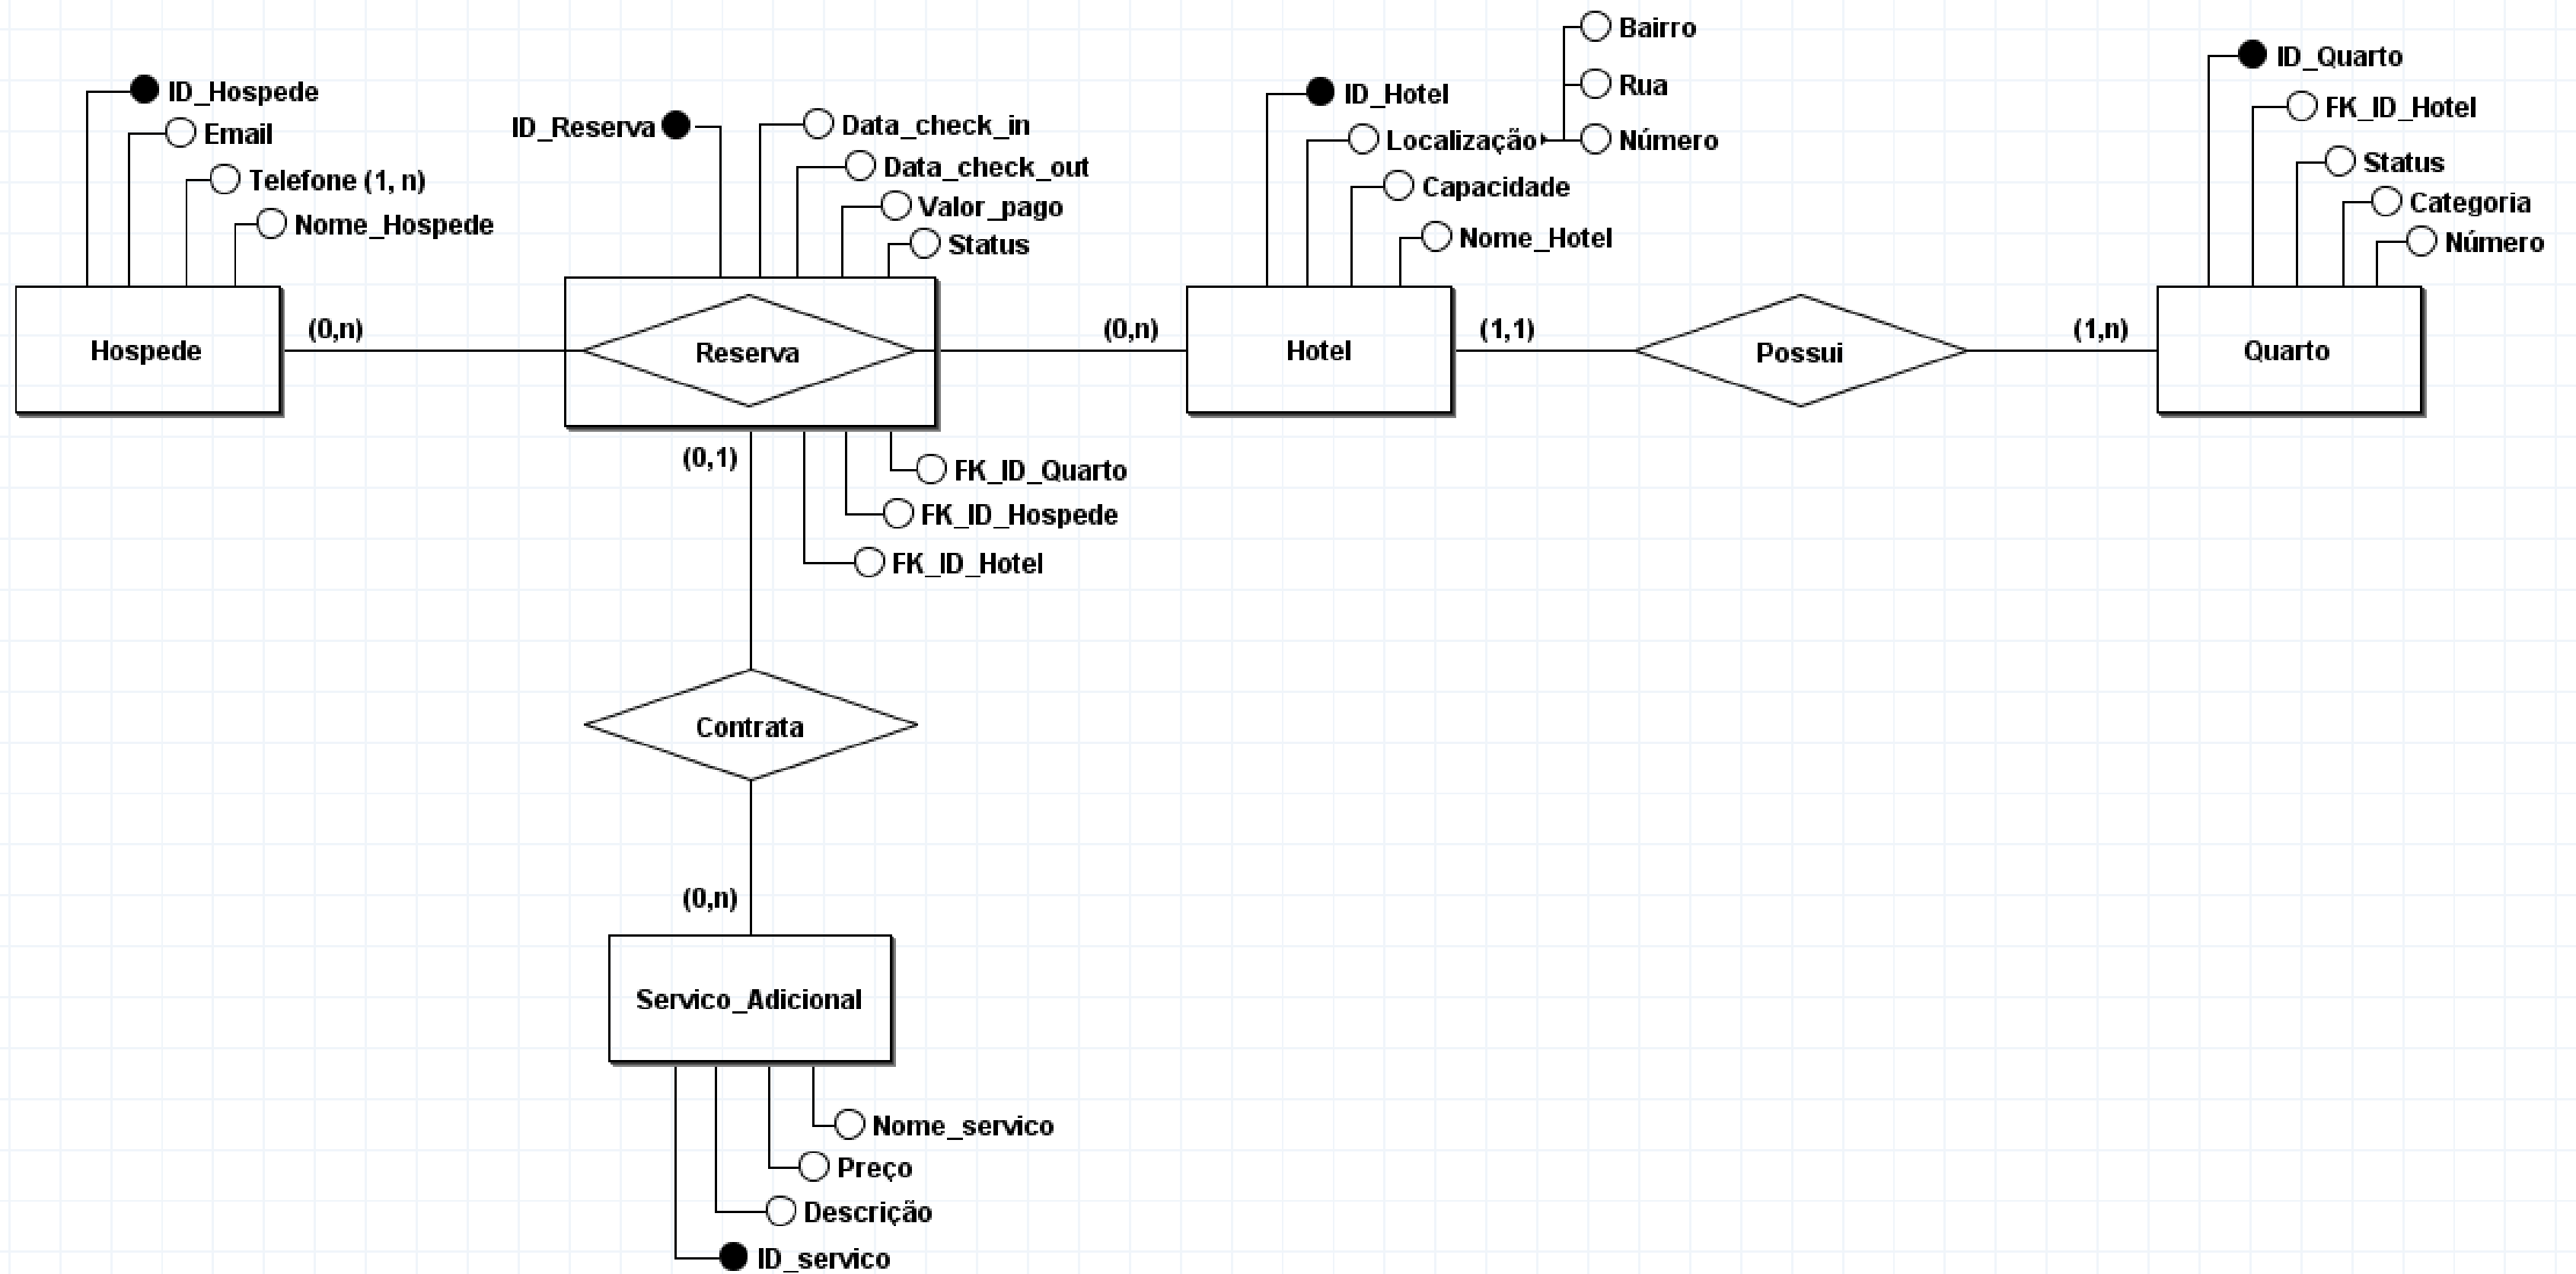 ID_Hospede
Email
Telefone (1, n)
Nome_Hospede
Hospede
(0,n)
ID_Reserva
Data_check_in
Data_check_out
Valor_pago
Status
Reserva
(0,n)
ID_Hotel
Localização
Bairro
Rua
Número
Capacidade
Nome_Hotel
Hotel
(1,1)
Possui
(1,n)
ID_Quarto
FK_ID_Hotel
Status
Categoria
Número
Quarto
(0,1)
FK_ID_Quarto
FK_ID_Hospede
FK_ID_Hotel
Contrata
(0,n)
Servico_Adicional
Nome_servico
Preço
Descrição
ID_servico